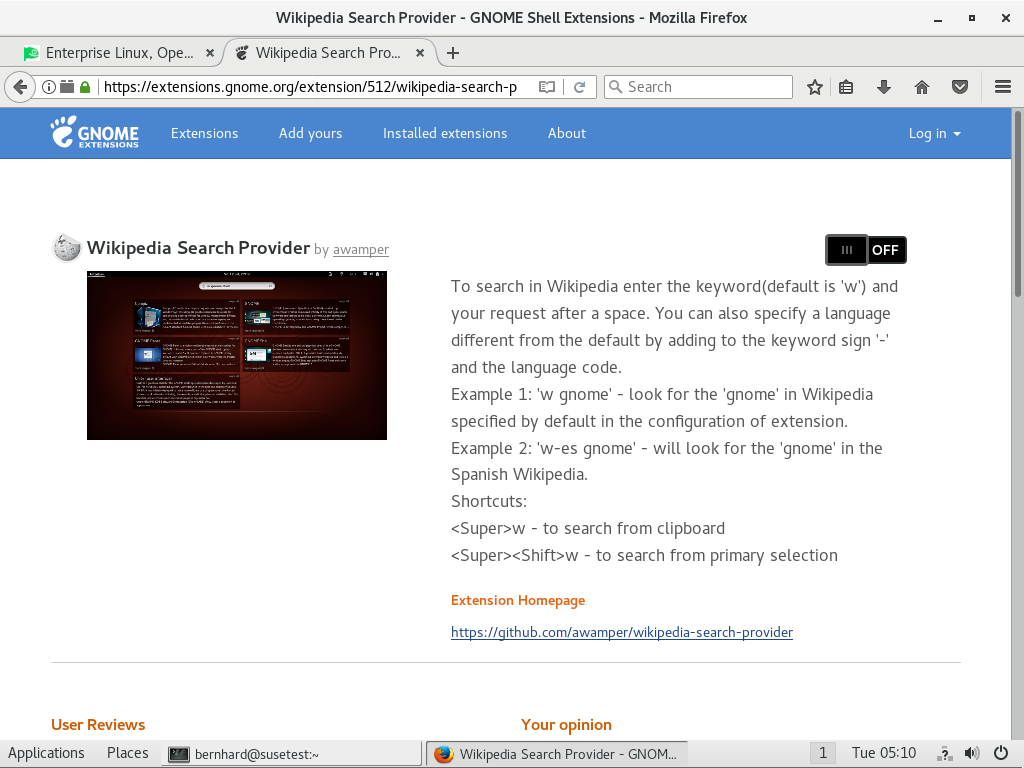 Wikipedia Search Provider - GNOME Shell Extensions - Mozilla Firefox
Enterprise Linux, Ope...
Wikipedia Search Pro...
https://extensions.gnome.org/extension/512/wikipedia-search-p
Search
GNOME
EXTENSIONS
Extensions
Add yours
Installed extensions
About
Log in
Wikipedia Search Provider by awamper
OFF
To search in Wikipedia enter the keyword(default is 'w') and
your request after a space. You can also specify a language
different from the default by adding to the keyword sign '-'
and the language code.
Example 1: 'w gnome' - look for the 'gnome' in Wikipedia
specified by default in the configuration of extension.
Example 2: 'w-es gnome' - will look for the 'gnome' in the
Spanish Wikipedia.
Shortcuts:
<Super>w - to search from clipboard
<Super><Shift>w - to search from primary selection
Extension Homepage
https://github.com/awamper/wikipedia-search-provider
User Reviews
Your opinion
Applications
Places
bernhard@susetest:~
Wikipedia Search Provider - GNOM...
1
Tue 05:10